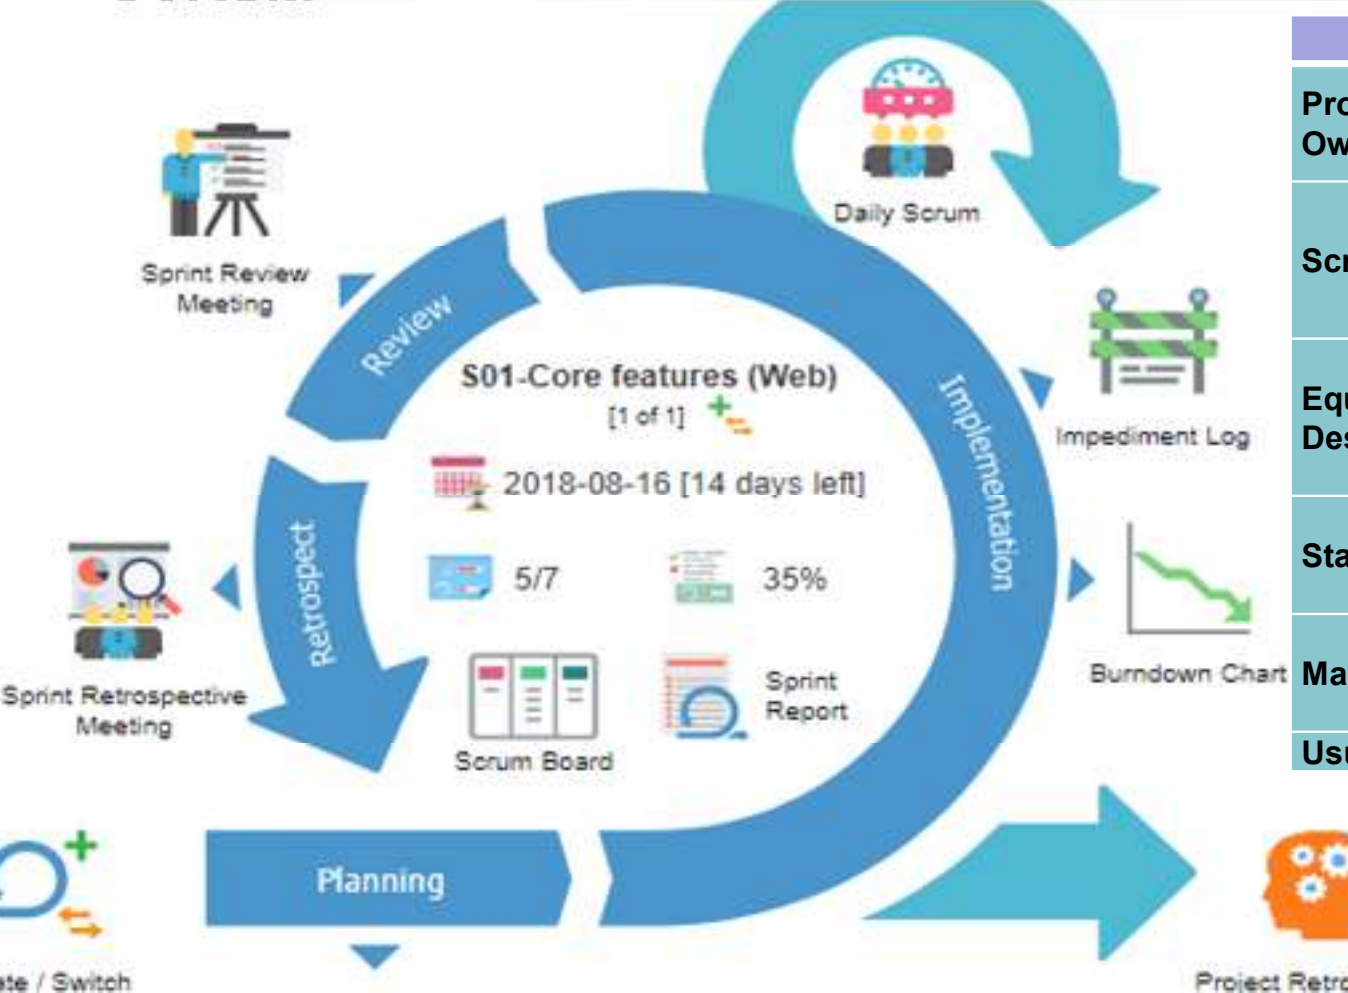 Daily Scrum
Sprint Review
Meeting
Review
S01-Core features (Web)
[1 of 1]
2018-08-16 [14 days left]
5/7
35%
Scrum Board
Sprint
Report
Implementation
Impediment Log
Burndown Chart
Retrospect
Sprint Retrospective
Meeting
Planning
/ Switch
Project